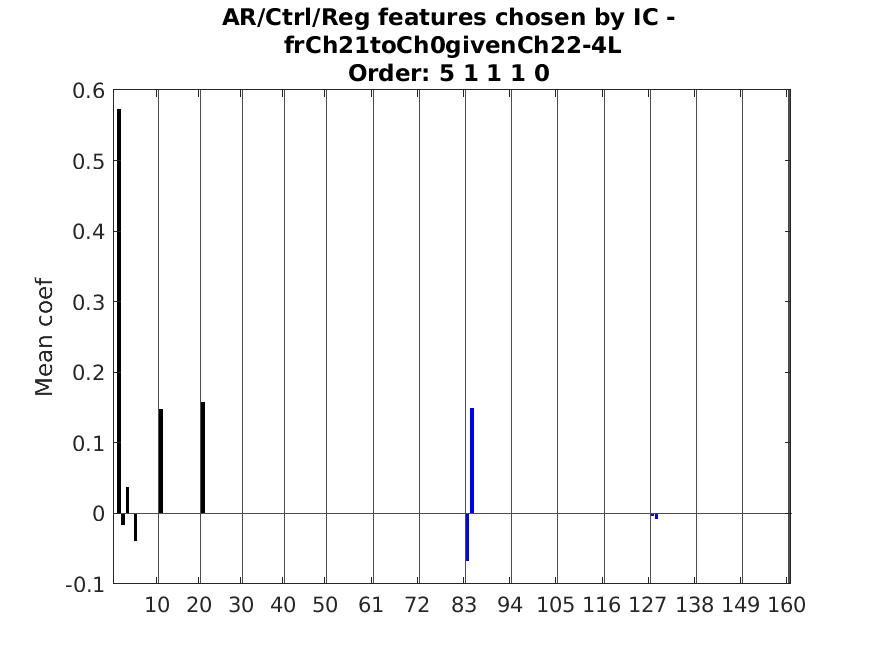 AR/Ctrl/Reg features chosen by IC -
frCh21toCh0givenCh22-4L
Order: 5 1 1 1 0
Mean coef
0.6
0.5
0.4
0.3
0.2
0.1
0
-0.1
10 20 30 40 50 61 72 83 94 105 116 127 138 149 160